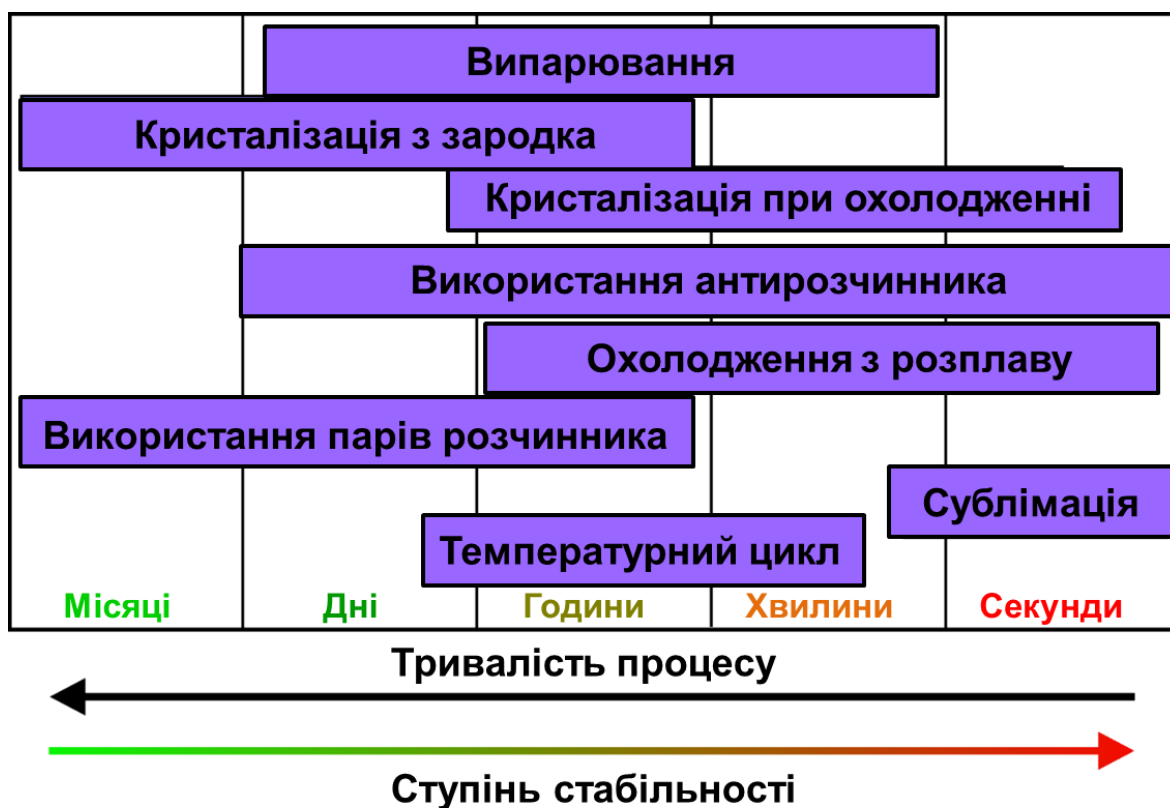 Випарювання
Кристалізація з зародка
Кристалізація при охолодженні
Використання антирозчинника
Охолодження з розплаву
Використання парів розчинника
Сублімація
Температурний цикл
Місяці Дні Години Хвилини Секунди
Тривалість процесу
Ступінь стабільності